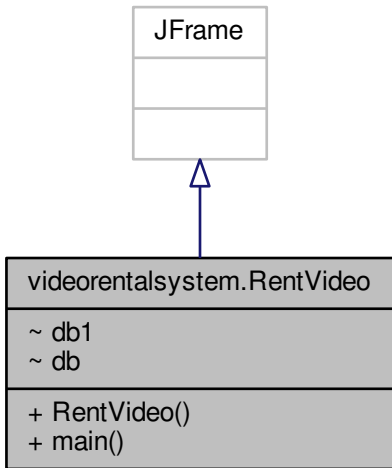 JFrame
videorentalsystem.RentVideo
~ db1
~ db
+ RentVideo()
+ main()